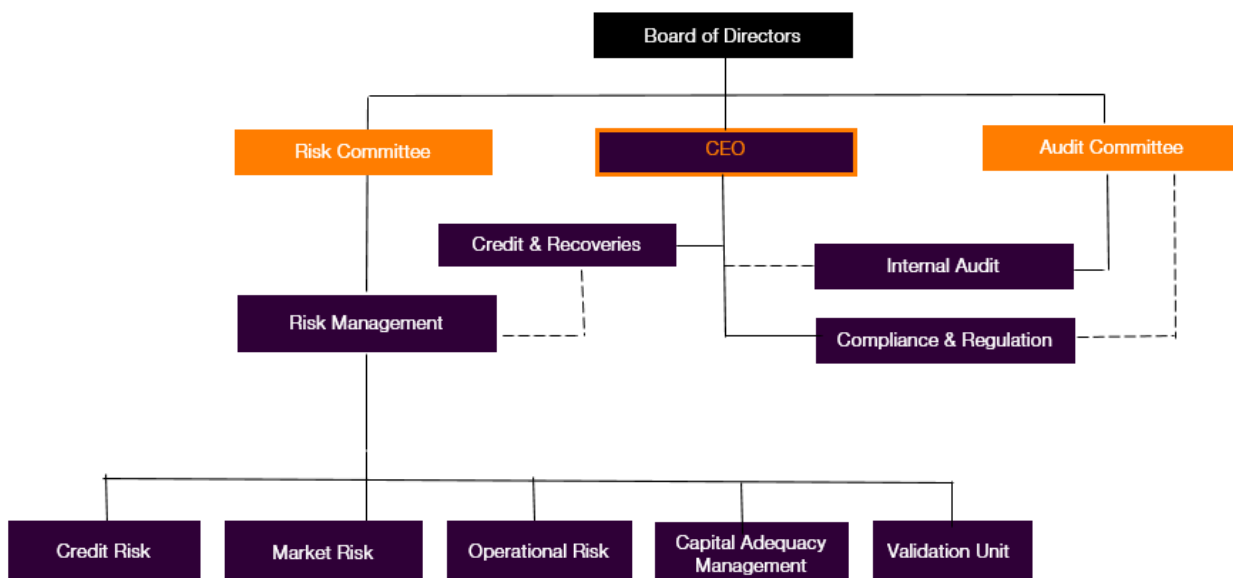 Board of Directors
Risk Committee
CEO
Audit Committee
Credit & Recoveries
Internal Audit
Risk Management
Compliance & Regulation
Credit Risk
Market Risk
Operational Risk
Capital Adequacy
Management
Validation Unit